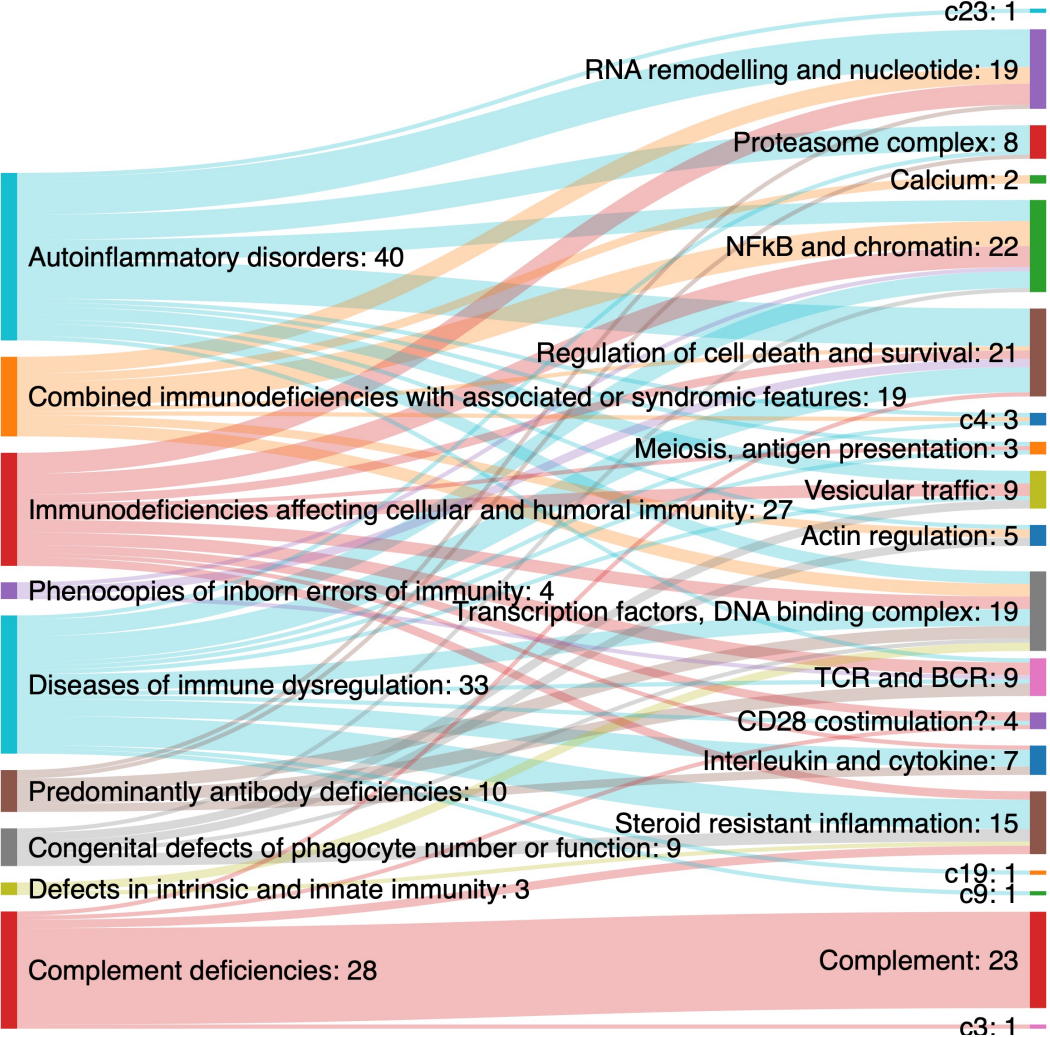 c23: 1
RNA remodelling and nucleotide: 19
Proteasome complex: 8
Calcium: 2
NFkB and chromatin: 22
Autoinflammatory disorders: 40
Regulation of cell death and survival: 21
Combined immunodeficiencies with associated or syndromic features: 19
c4: 3
Meiosis, antigen presentation: 3
Vesicular traffic: 9
Immunodeficiencies affecting cellular and humoral immunity: 27
Actin regulation: 5
Phenocopies of inborn errors of immunity: 4
Transcription factors, DNA binding complex: 19
TCR and BCR: 9
Diseases of immune dysregulation: 33
CD28 costimulation?: 4
Interleukin and cytokine: 7
Predominantly antibody deficiencies: 10
Steroid resistant inflammation: 15
Congenital defects of phagocyte number or function: 9
c19: 1
Defects in intrinsic and innate immunity: 3
c9: 1
Complement: 23
Complement deficiencies: 28
c3: 1